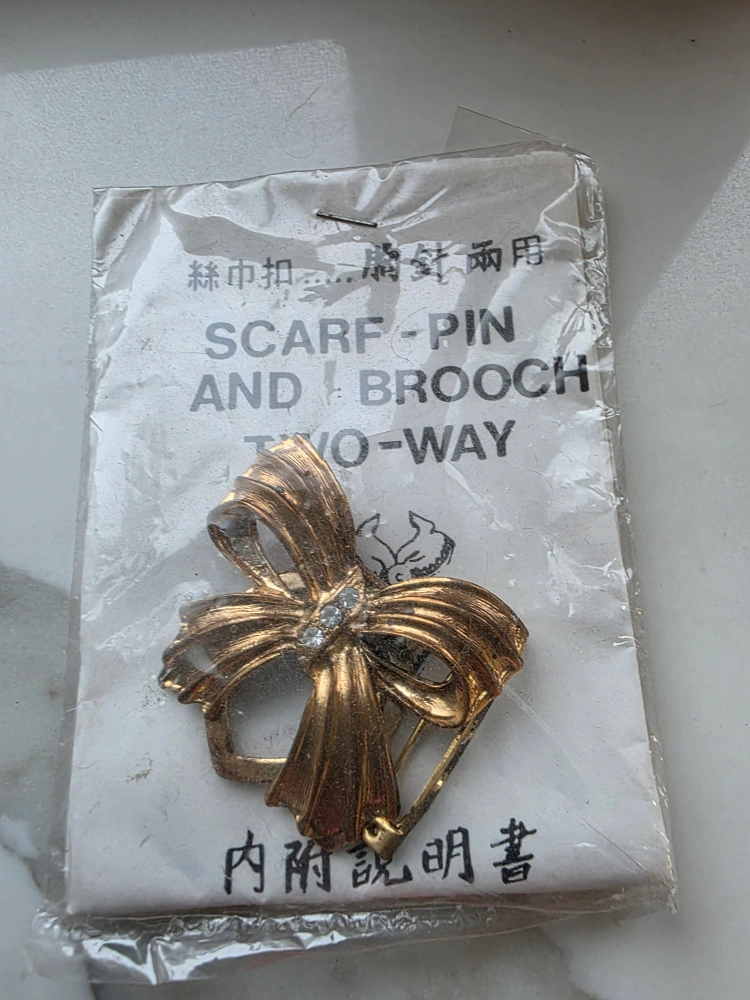 絲巾扣.....胸針兩用
SCARF-PIN
AND BROOCH
TWO-WAY
內附說明書